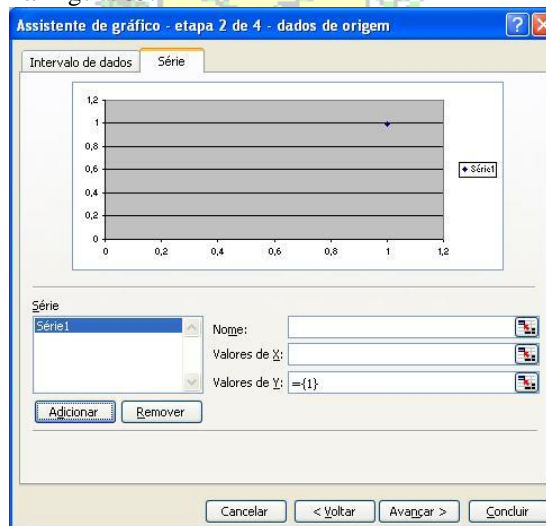 Assistente de gráfico - etapa 2 de 4 - dados de origem
Intervalo de dados Série
1,2
1
0,8
0,6
0,4
0,2
0
0 0,2 0,4 0,6 0,8 1 1,2
Série1
Série
Série1
Nome:
Valores de X:
Valores de Y: ={1}
Adicionar Remover
Cancelar < Voltar Avançar > Concluir